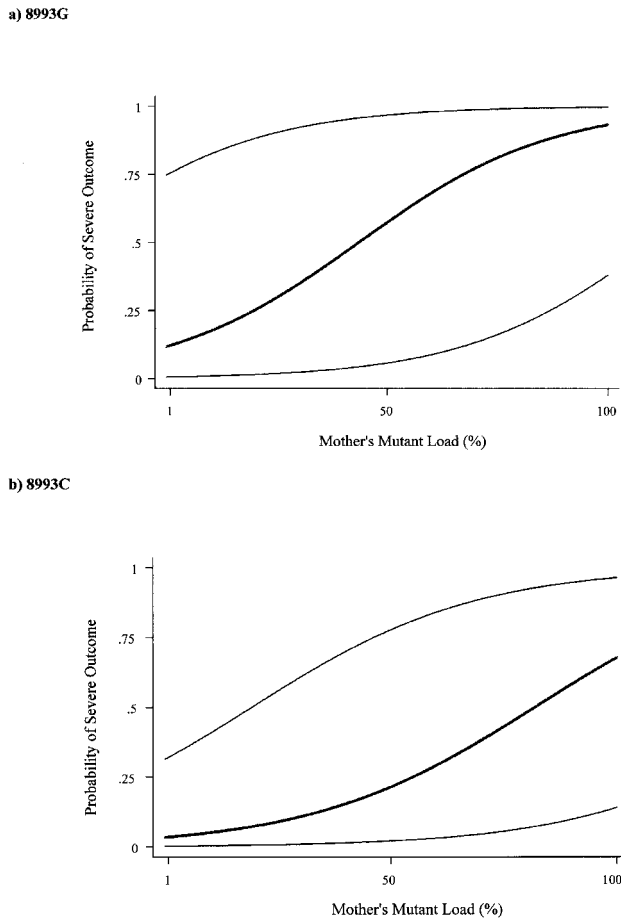 a) 8993G
1
.75
.5
.25
0
Probability of Severe Outcome
1 50 100
Mother's Mutant Load (%)
b) 8993C
1
.75
.5
.25
0
Probability of Severe Outcome
1 50 100
Mother's Mutant Load (%)